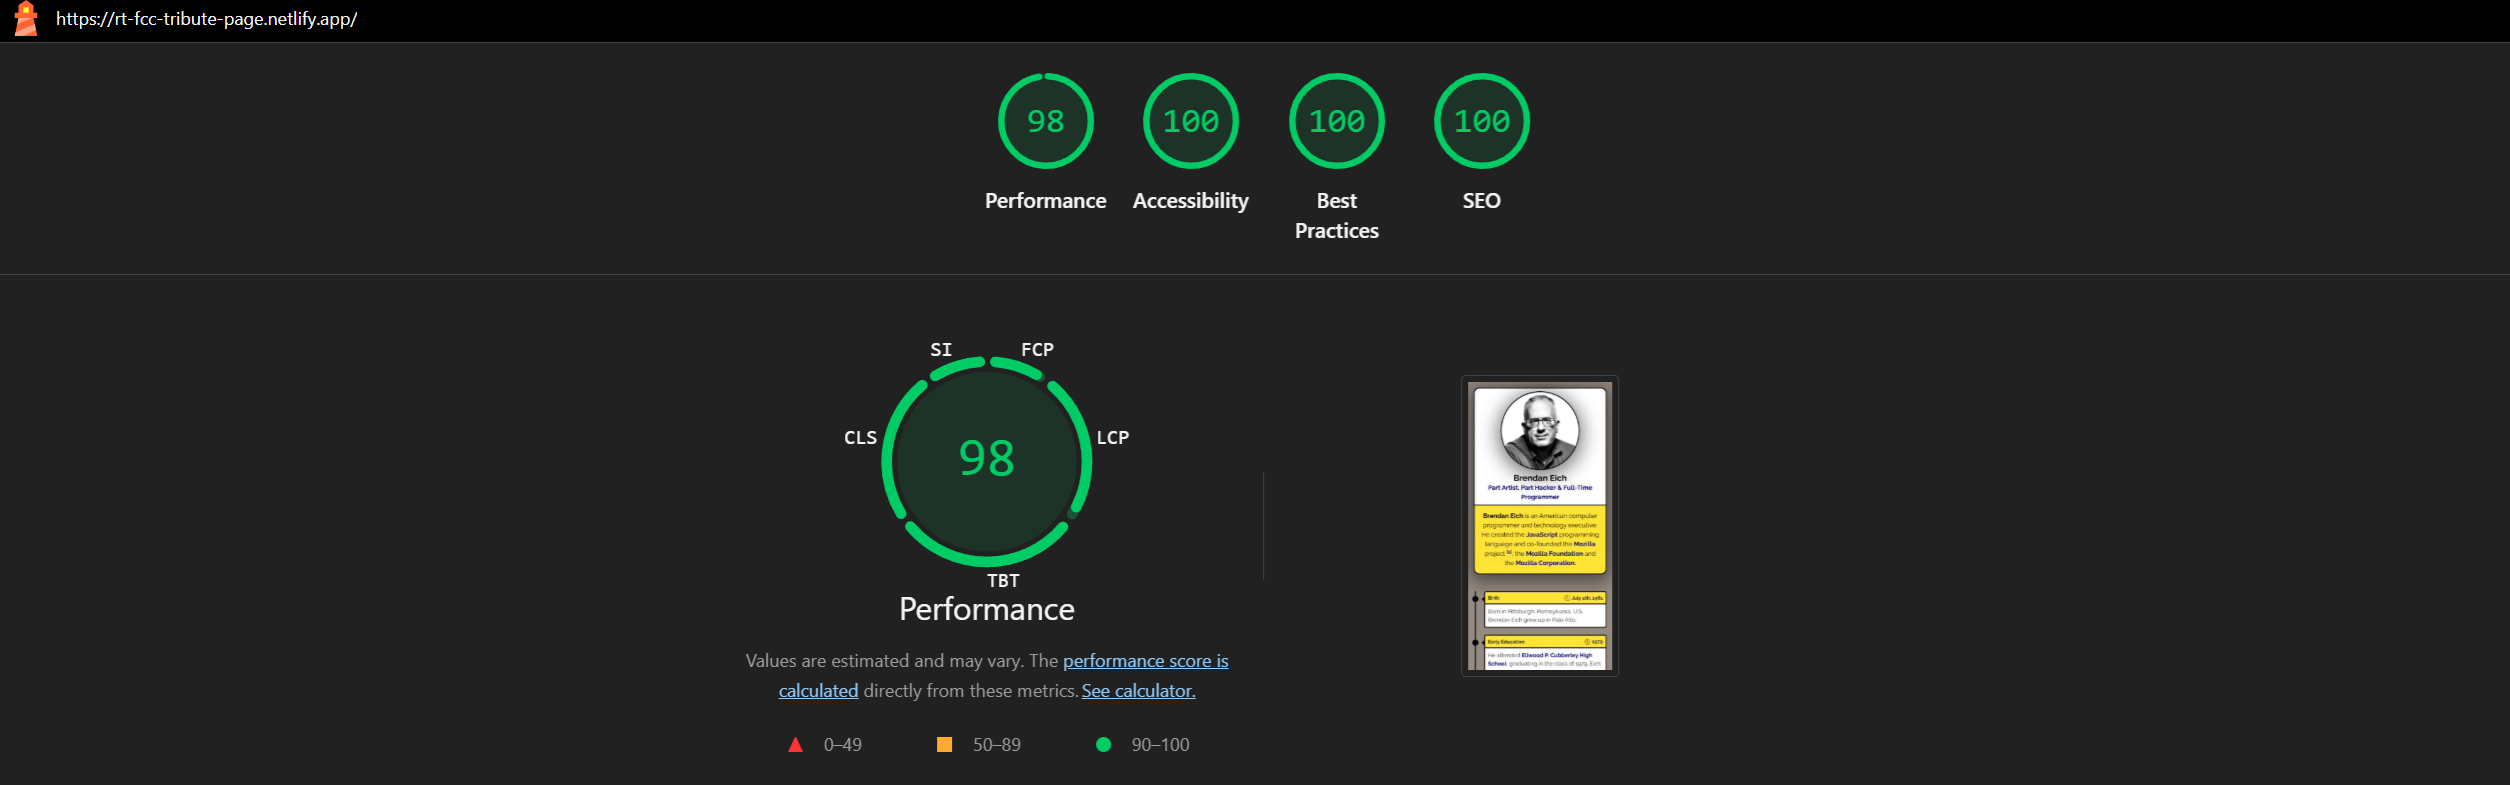 https://rt-fcc-tribute-page.netlify.app/
98
100
100
100
Performance
Accessibility
Best
Practices
SEO
SI
FCP
CLS
LCP
98
TBT
Performance
Values are estimated and may vary. The performance score is
calculated directly from these metrics. See calculator.
0–49
50–89
90–100
Brendan Eich
Part Artist, Part Hacker & Full-Time
Programmer
Brendan Eich is an American computer
programmer and technology executive.
He created the JavaScript programming
language and co-founded the Mozilla
project
, the Mozilla Foundation and
the Mozilla Corporation.
Birth
Born in Pittsburgh, Pennsylvania, U.S.
Brendan Eich grew up in Palo Alto.
Early Education
1979
He attended Ellwood P. Cubberley High
School, graduating in the class of 1979. Eich